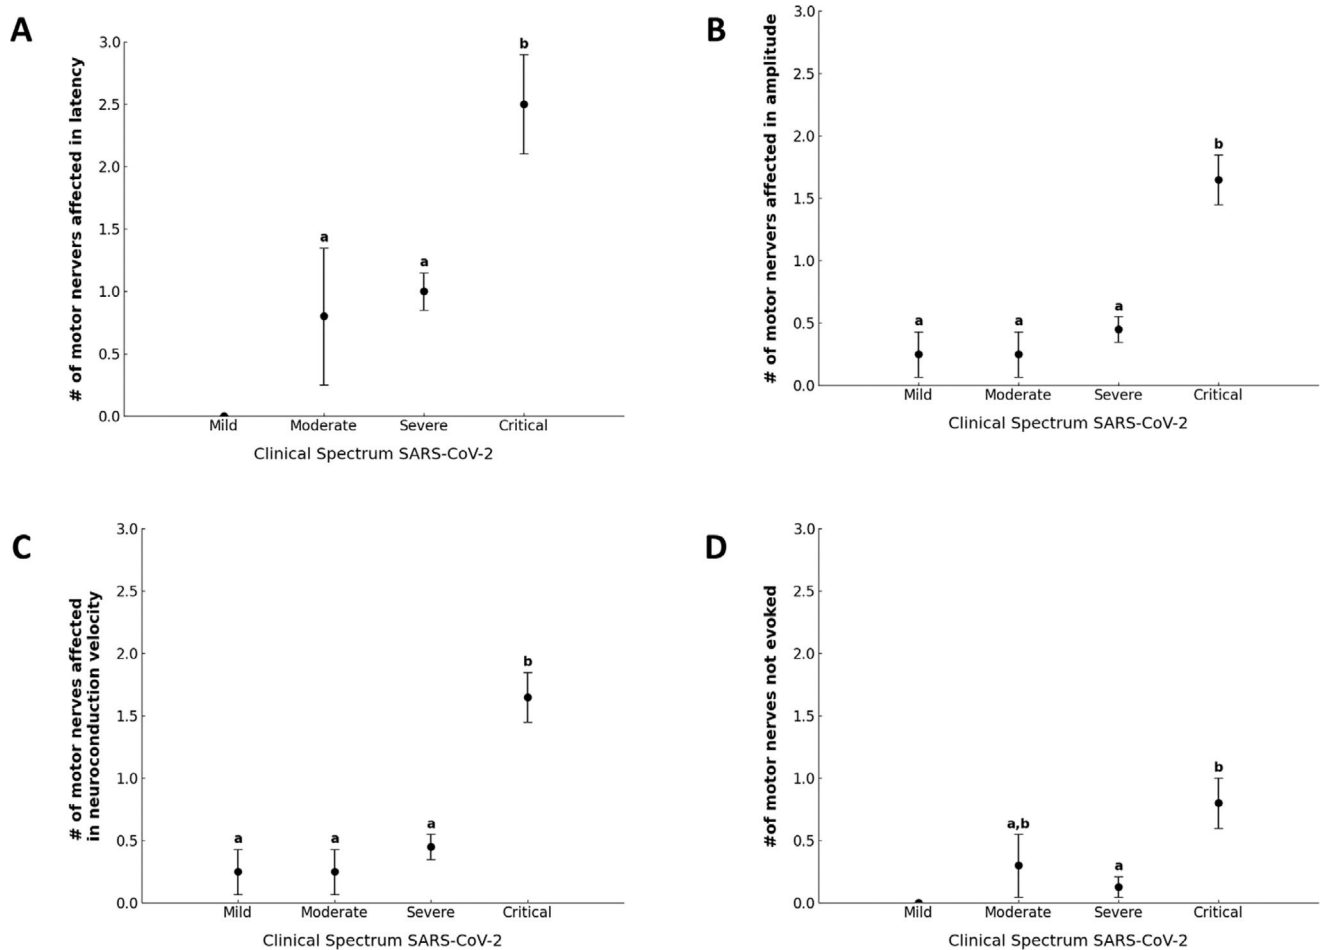 A
# of motor nervers affected in latency
3.0
2.5
2.0
1.5
1.0
0.5
0.0
a
a
b
Mild Moderate Severe Critical
Clinical Spectrum SARS-CoV-2
B
# of motor nervers affected in amplitude
3.0
2.5
2.0
1.5
1.0
0.5
0.0
a
a
a
b
Mild Moderate Severe Critical
Clinical Spectrum SARS-CoV-2
C
# of motor nerves affected
in neuroconduction velocity
3.0
2.5
2.0
1.5
1.0
0.5
0.0
a
a
a
b
Mild Moderate Severe Critical
Clinical Spectrum SARS-CoV-2
D
#of motor nerves not evoked
3.0
2.5
2.0
1.5
1.0
0.5
0.0
a,b
a
b
Mild Moderate Severe Critical
Clinical Spectrum SARS-CoV-2